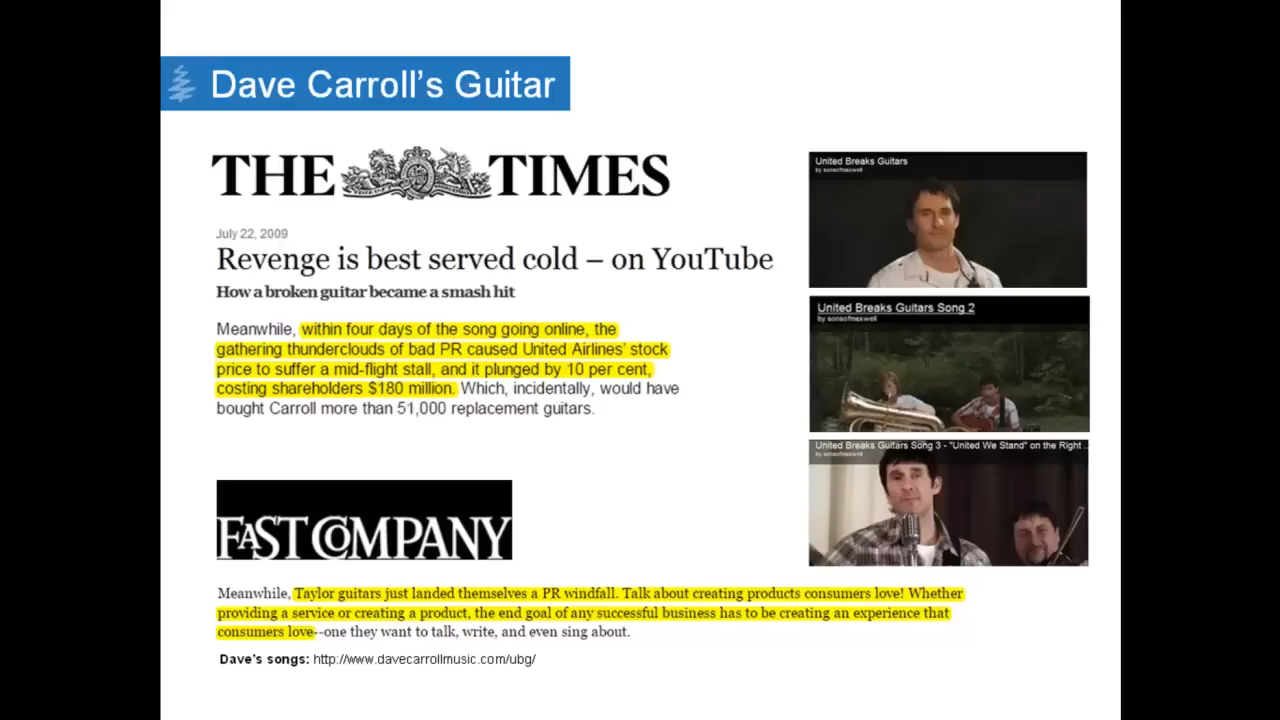 Dave Carroll's Guitar
THE TIMES
July 22, 2009
Revenge is best served cold – on YouTube
How a broken guitar became a smash hit
Meanwhile, within four days of the song going online, the
gathering thunderclouds of bad PR caused United Airlines' stock
price to suffer a mid-flight stall, and it plunged by 10 per cent,
costing shareholders $180 million. Which, incidentally, would have
bought Carroll more than 51,000 replacement guitars.
United Breaks Guitars
by sonsofmaxwell
United Breaks Guitars Song 2
by sonsofmaxwell
United Breaks Guitars Song 3 - "United We Stand" on the Right ...
by sonsofmaxwell
FAST COMPANY
Meanwhile, Taylor guitars just landed themselves a PR windfall. Talk about creating products consumers love! Whether
providing a service or creating a product, the end goal of any successful business has to be creating an experience that
consumers love--one they want to talk, write, and even sing about.
Dave's songs: http://www.davecarrollmusic.com/ubg/